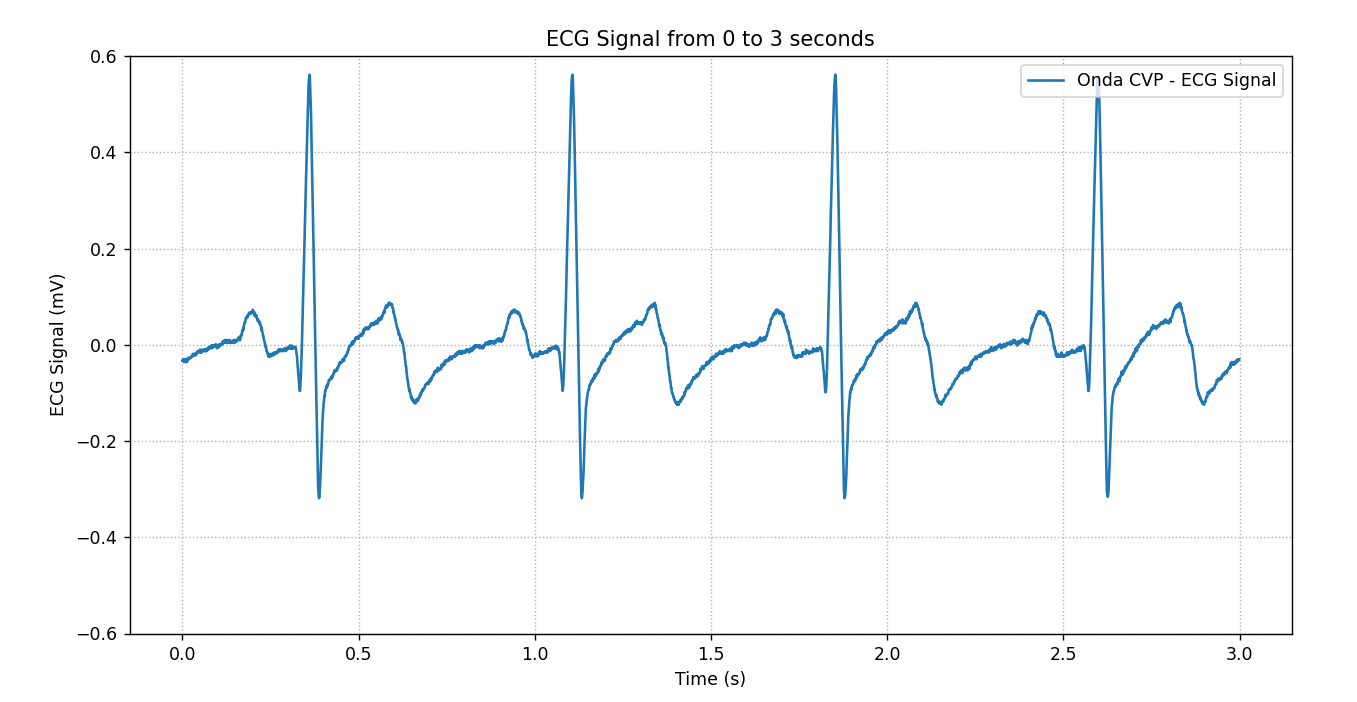 ECG Signal from 0 to 3 seconds
Onda CVP - ECG Signal
ECG Signal (mV)
0.6
0.4
0.2
0.0
−0.2
−0.4
−0.6
0.0 0.5 1.0 1.5 2.0 2.5 3.0
Time (s)